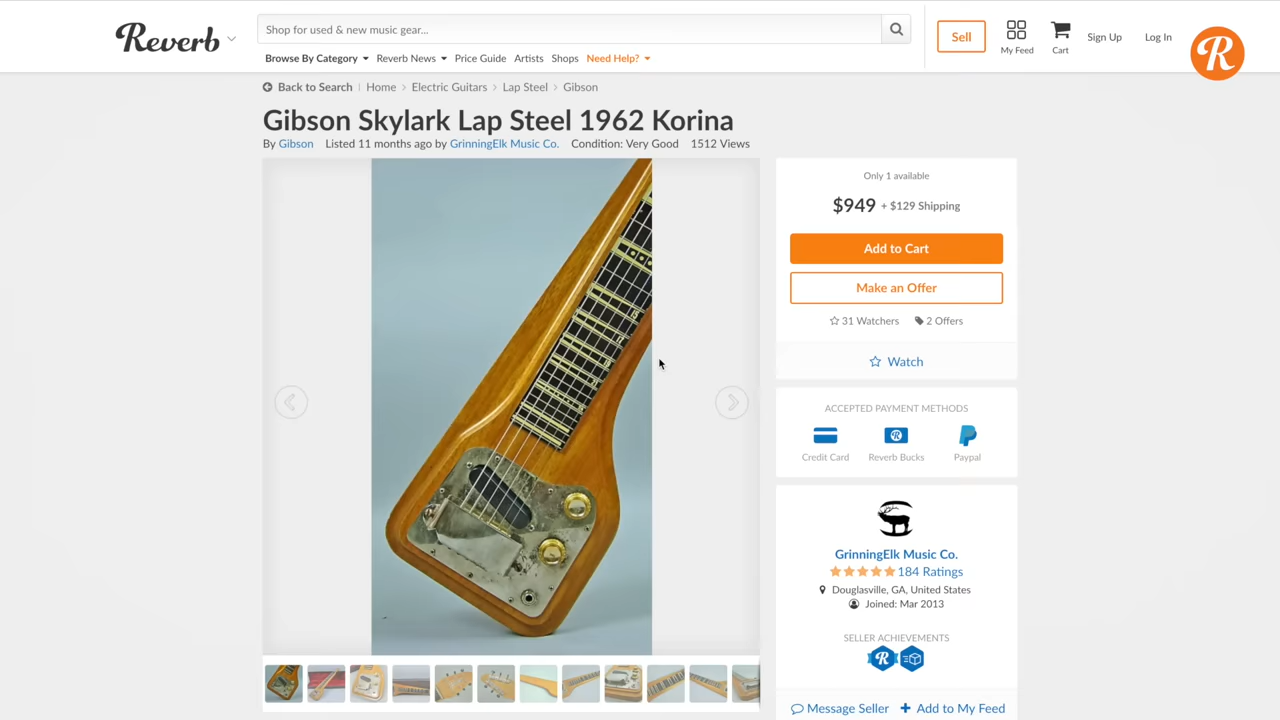 Reverb
Shop for used & new music gear...
Sell
My Feed
Cart
Sign Up
Log In
R
Browse By Category
Reverb News
Price Guide
Artists
Shops
Need Help?
Back to Search
Home > Electric Guitars > Lap Steel > Gibson
Gibson Skylark Lap Steel 1962 Korina
By Gibson Listed 11 months ago by GrinningElk Music Co. Condition: Very Good 1512 Views
Only 1 available
$949 + $129 Shipping
Add to Cart
Make an Offer
31 Watchers 2 Offers
Watch
ACCEPTED PAYMENT METHODS
Credit Card Reverb Bucks Paypal
GrinningElk Music Co.
184 Ratings
Douglasville, GA, United States
Joined: Mar 2013
SELLER ACHIEVEMENTS
Message Seller + Add to My Feed